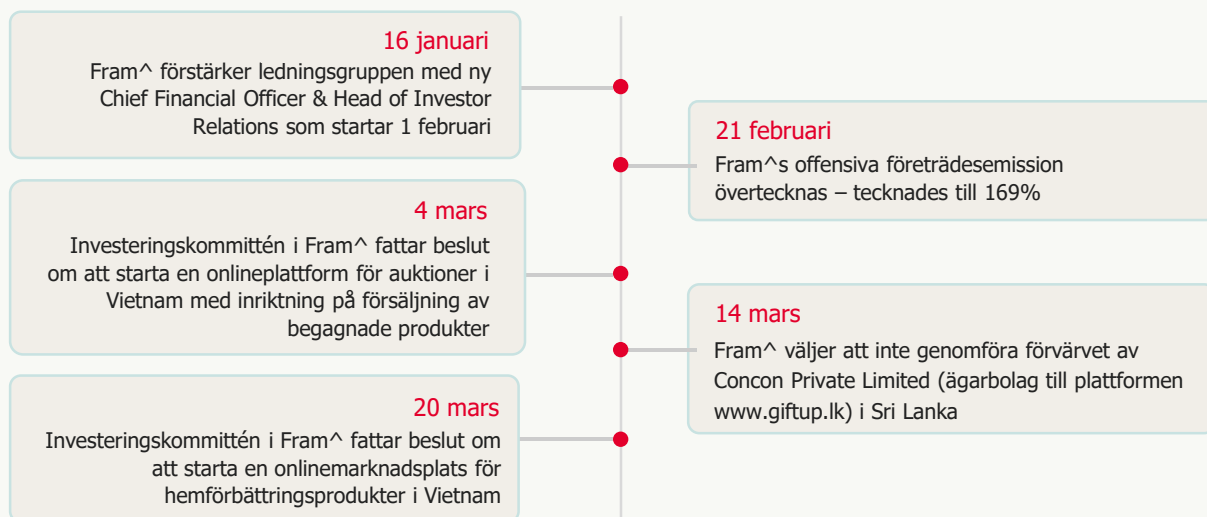 16 januari
Fram^ förstärker ledningsgruppen med ny
Chief Financial Officer & Head of Investor
Relations som startar 1 februari
21 februari
Fram^s offensiva företrädesemission
övertecknas – tecknades till 169%
4 mars
Investeringskommittén i Fram^ fattar beslut
om att starta en onlineplattform för auktioner i
Vietnam med inriktning på försäljning av
begagnade produkter
14 mars
Fram^ väljer att inte genomföra förvärvet av
Concon Private Limited (ägarbolag till plattformen
www.giftup.lk) i Sri Lanka
20 mars
Investeringskommittén i Fram^ fattar beslut om
att starta en onlinemarknadsplats för
hemförbättringsprodukter i Vietnam